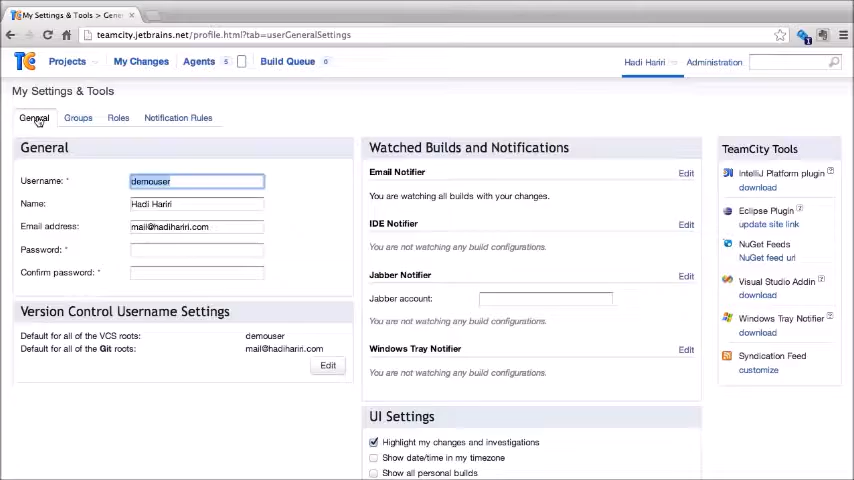 My Settings & Tools > Gene
teamcity.jetbrains.net/profile.html?tab=userGeneralSettings
TC Projects My Changes Agents 5 Build Queue 0 Hadi Hariri Administration
My Settings & Tools
General Groups Roles Notification Rules
General
Username: * demouser
Name: Hadi Hariri
Email address: mail@hadihariri.com
Password: *
Confirm password: *
Version Control Username Settings
Default for all of the VCS roots: demouser
Default for all of the Git roots: mail@hadihariri.com
Edit
Watched Builds and Notifications
Email Notifier Edit
You are watching all builds with your changes.
IDE Notifier Edit
You are not watching any build configurations.
Jabber Notifier Edit
Jabber account:
You are not watching any build configurations.
Windows Tray Notifier Edit
You are not watching any build configurations.
UI Settings
Highlight my changes and investigations
Show date/time in my timezone
Show all personal builds
TeamCity Tools
IntelliJ Platform plugin ?
download
Eclipse Plugin ?
update site link
NuGet Feeds
NuGet feed url
Visual Studio Addin ?
download
Windows Tray Notifier ?
download
Syndication Feed
customize